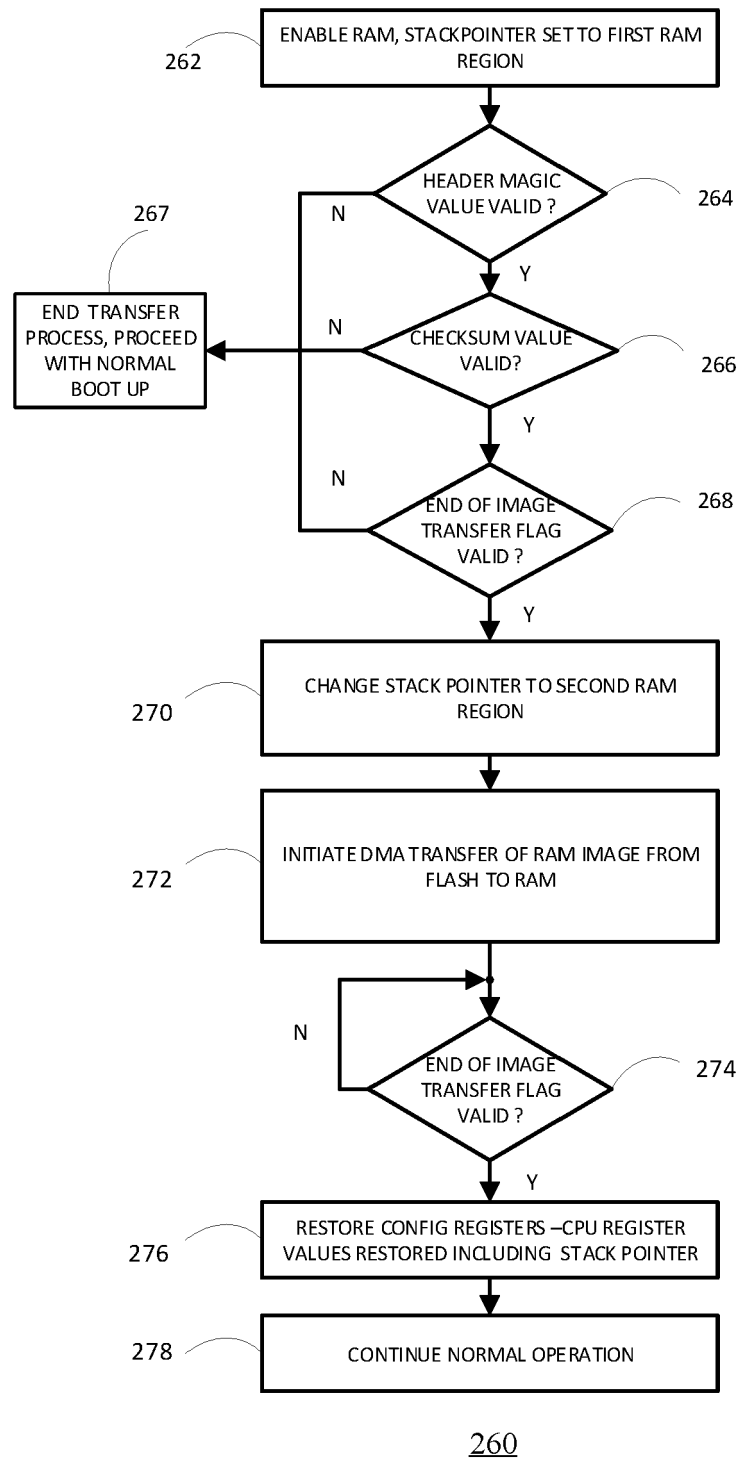 ENABLE RAM, STACKPOINTER SET TO FIRST RAM
REGION
262
HEADER MAGIC
VALUE VALID ?
264
N
Y
267
END TRANSFER
PROCESS, PROCEED
WITH NORMAL
BOOT UP
N
CHECKSUM VALUE
VALID?
266
Y
N
END OF IMAGE
TRANSFER FLAG
VALID ?
268
Y
CHANGE STACK POINTER TO SECOND RAM
REGION
270
INITIATE DMA TRANSFER OF RAM IMAGE FROM
FLASH TO RAM
272
N
END OF IMAGE
TRANSFER FLAG
VALID ?
274
Y
RESTORE CONFIG REGISTERS –CPU REGISTER
VALUES RESTORED INCLUDING STACK POINTER
276
CONTINUE NORMAL OPERATION
278
260